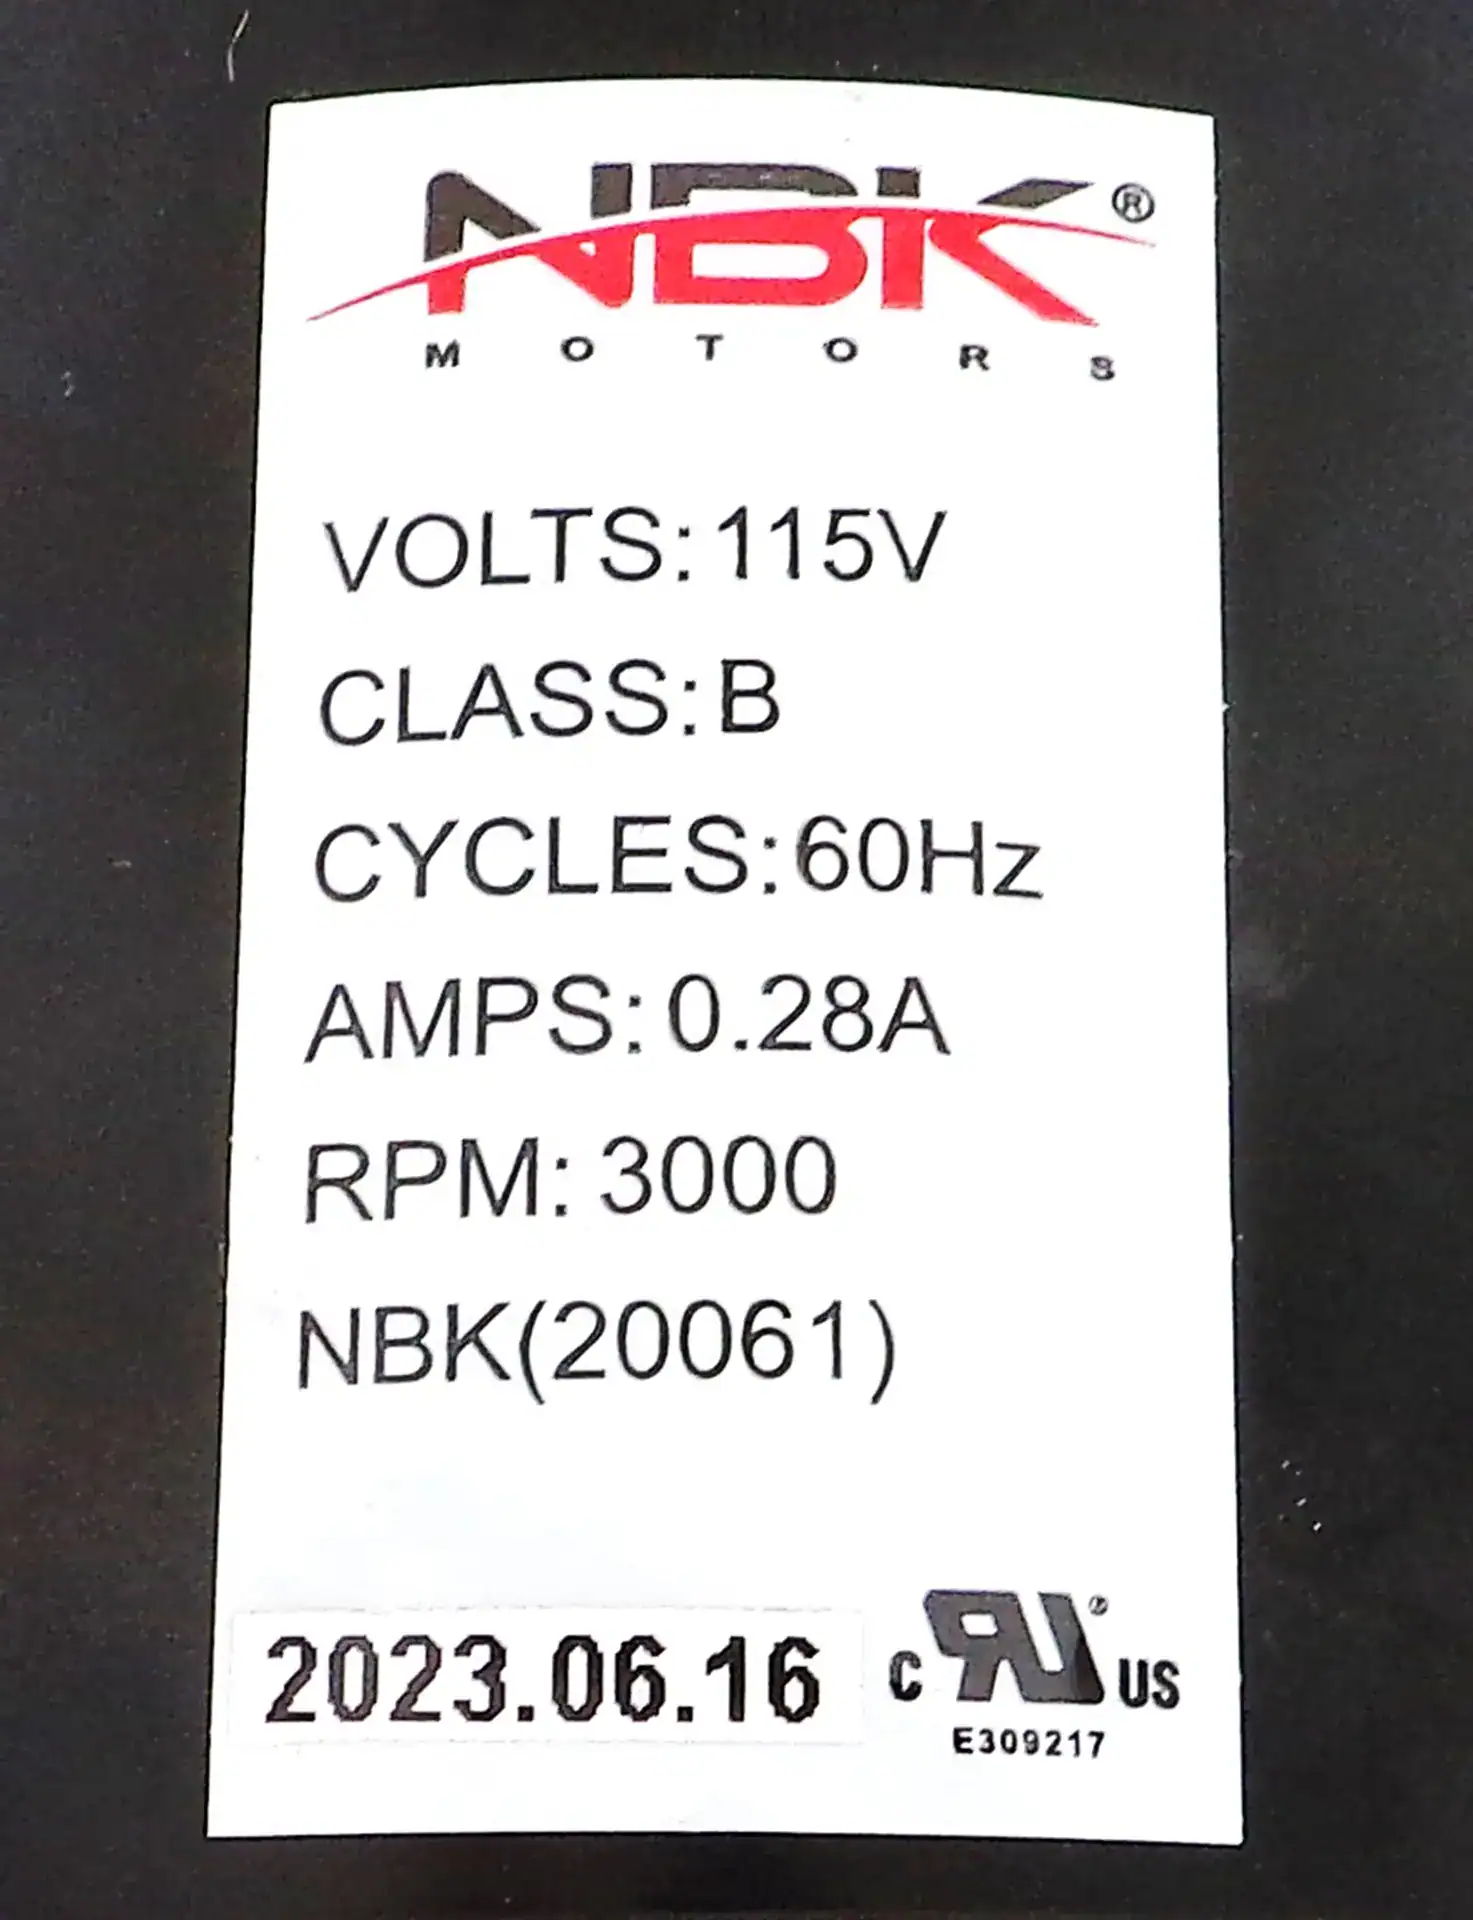 NBK®
MOTORS
VOLTS:115V
CLASS:B
CYCLES:60Hz
AMPS:0.28A
RPM: 3000
NBK(20061)
2023.06.16
c RU® US
E309217